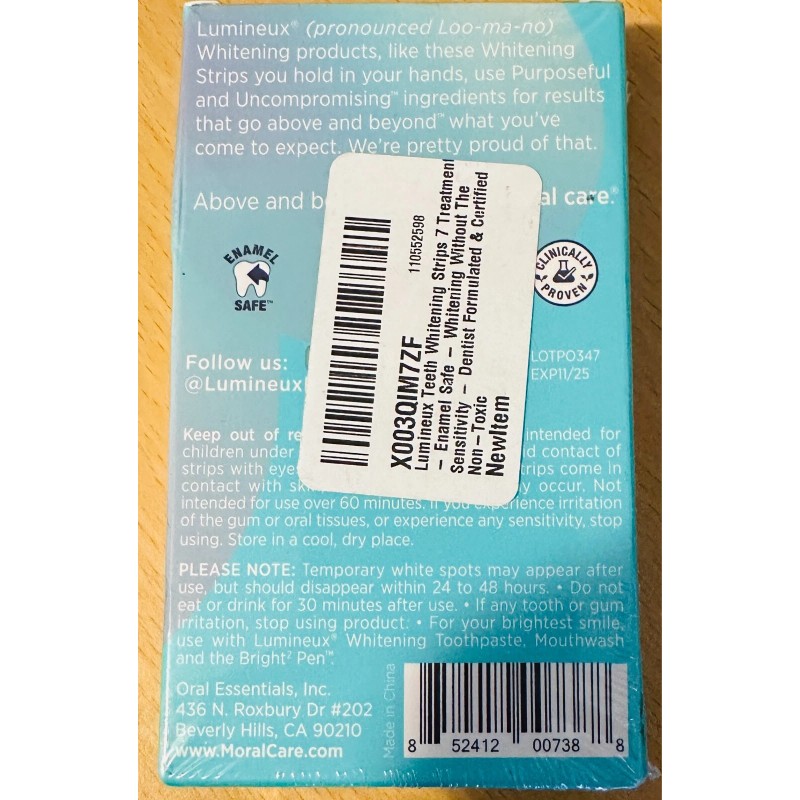 Lumineux® (pronounced Loo-ma-no)
Whitening products, like these Whitening
Strips you hold in your hands, use Purposeful
and Uncompromising™ ingredients for results
that go above and beyond™ what you've
come to expect. We're pretty proud of that.
Above and be al care.®
ENAMEL
SAFE™
CLINICALLY
PROVEN
Follow us:
@Lumineux
LOTPO347
EXP11/25
110552598
X003QIM7ZF
Lumineux Teeth Whitening Strips 7 Treatment
– Enamel Safe – Whitening Without The
Sensitivity – Dentist Formulated & Certified
Non-Toxic
NewItem
Keep out of re intended for
children under d contact of
strips with eye trips come in
contact with sk y occur. Not
intended for use over 60 minutes. If you experience irritation
of the gum or oral tissues, or experience any sensitivity, stop
using. Store in a cool, dry place.
PLEASE NOTE: Temporary white spots may appear after
use, but should disappear within 24 to 48 hours. • Do not
eat or drink for 30 minutes after use. • If any tooth or gum
irritation, stop using product. • For your brightest smile,
use with Lumineux® Whitening Toothpaste, Mouthwash
and the Bright² Pen™.
Oral Essentials, Inc.
436 N. Roxbury Dr #202
Beverly Hills, CA 90210
www.MoralCare.com
Made in China
8 52412 00738 8